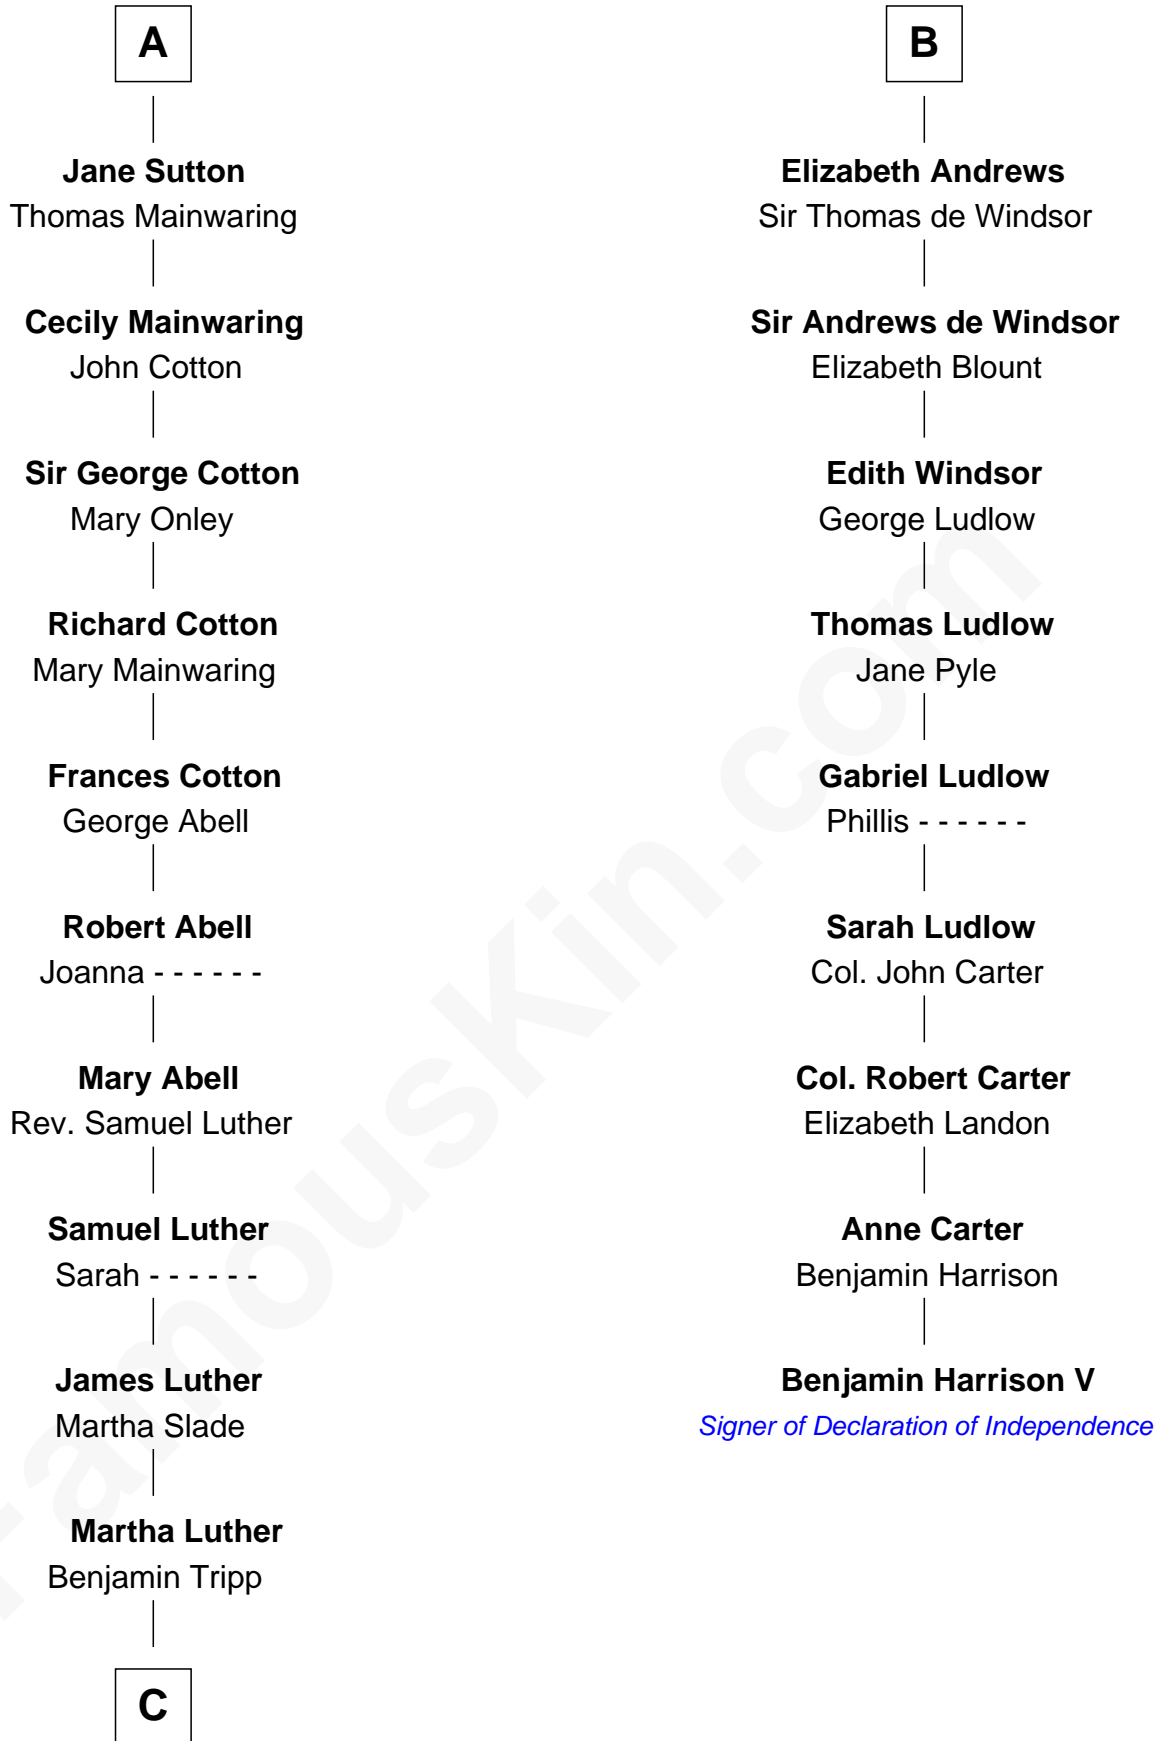 A
Jane Sutton
Thomas Mainwaring
Cecily Mainwaring
John Cotton
Sir George Cotton
Mary Onley
Richard Cotton
Mary Mainwaring
Frances Cotton
George Abell
Robert Abell
Joanna - - - - - -
Mary Abell
Rev. Samuel Luther
Samuel Luther
Sarah - - - - - -
James Luther
Martha Slade
Martha Luther
Benjamin Tripp
C
B
Elizabeth Andrews
Sir Thomas de Windsor
Sir Andrews de Windsor
Elizabeth Blount
Edith Windsor
George Ludlow
Thomas Ludlow
Jane Pyle
Gabriel Ludlow
Phillis - - - - - -
Sarah Ludlow
Col. John Carter
Col. Robert Carter
Elizabeth Landon
Anne Carter
Benjamin Harrison
Benjamin Harrison V
Signer of Declaration of Independence
FamousKin.com